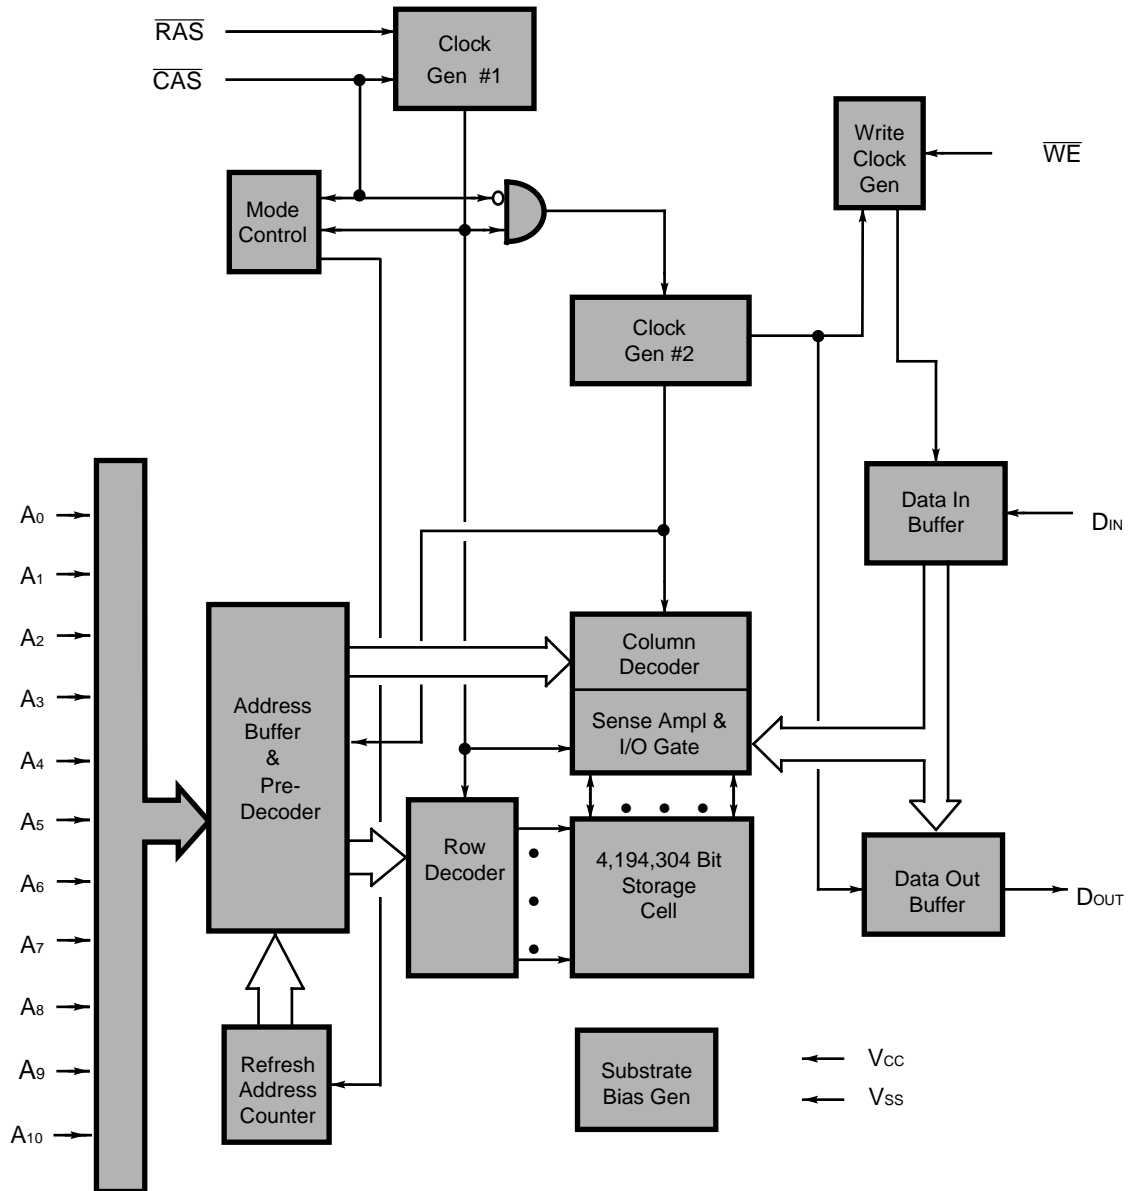 RAS
CAS
Clock
Gen #1
Write
Clock
Gen
WE
Mode
Control
Clock
Gen #2
Data In
Buffer
DIN
A0
A1
A2
A3
A4
A5
A6
A7
A8
A9
A10
Address
Buffer
&
Pre-
Decoder
Column
Decoder
Sense Ampl &
I/O Gate
Row
Decoder
4,194,304 Bit
Storage
Cell
Data Out
Buffer
DOUT
Refresh
Address
Counter
Substrate
Bias Gen
VCC
VSS